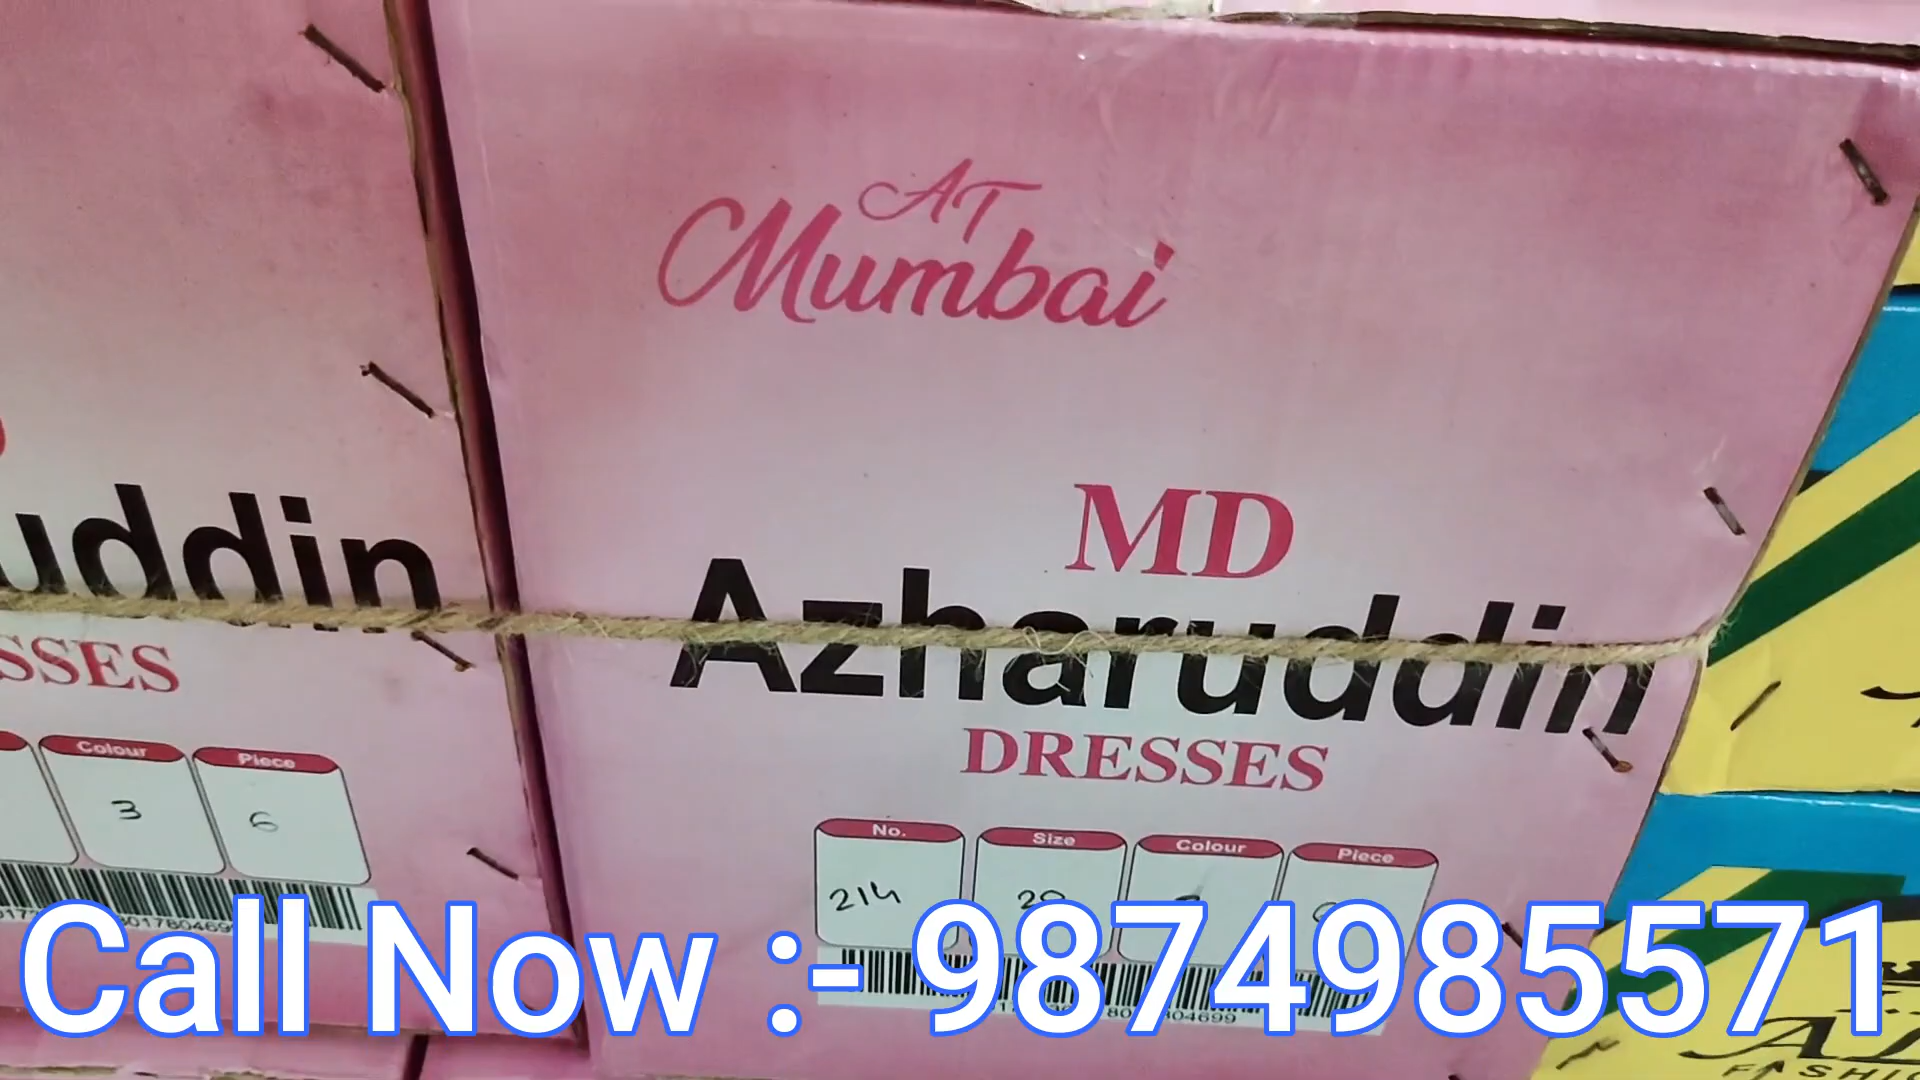 AT
Mumbai
MD
Azharuddin
DRESSES
No. Size Colour Piece
214
uddin
SSES
Colour Piece
3 6
Call Now :- 9874985571